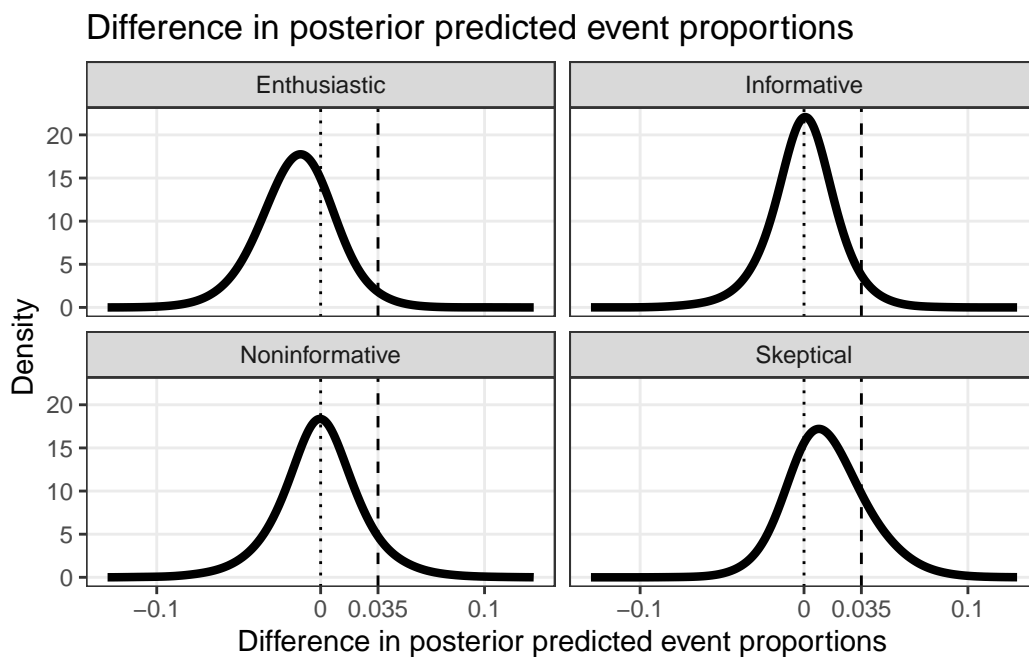 Difference in posterior predicted event proportions
Enthusiastic
Informative
20
15
10
5
0
Noninformative
Skeptical
20
15
10
5
0
Density
−0.1
0
0.035
0.1
−0.1
0
0.035
0.1
Difference in posterior predicted event proportions